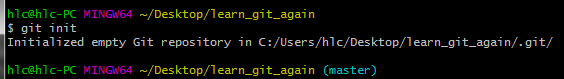 hlc@hlc-PC MINGW64 ~/Desktop/learn_git_again
$ git init
Initialized empty Git repository in C:/Users/hlc/Desktop/learn_git_again/.git/
hlc@hlc-PC MINGW64 ~/Desktop/learn_git_again (master)